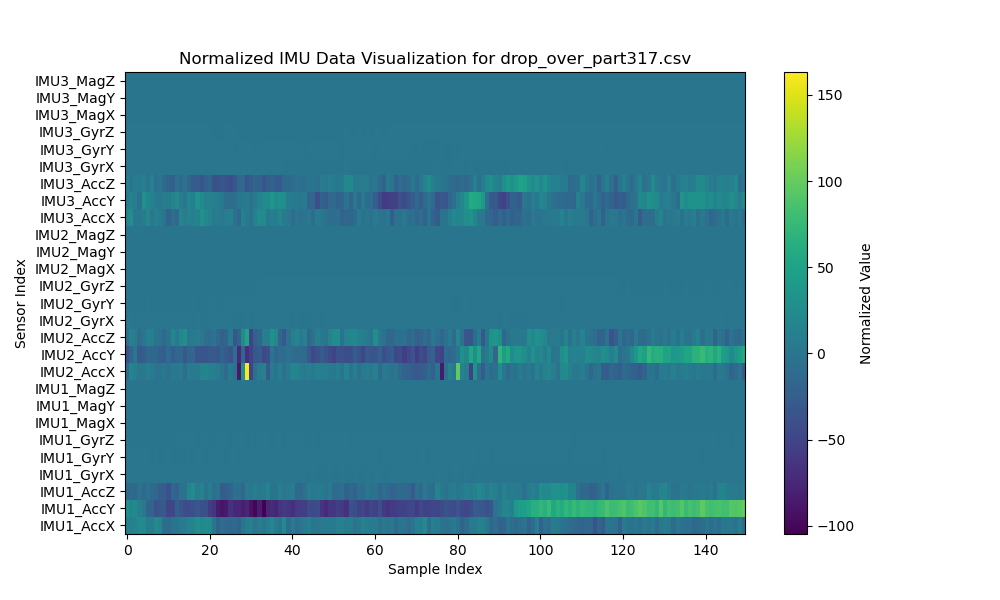 Normalized IMU Data Visualization for drop_over_part317.csv
IMU3_MagZ
IMU3_MagY
IMU3_MagX
IMU3_GyrZ
IMU3_GyrY
IMU3_GyrX
IMU3_AccZ
IMU3_AccY
IMU3_AccX
IMU2_MagZ
IMU2_MagY
IMU2_MagX
IMU2_GyrZ
IMU2_GyrY
IMU2_GyrX
IMU2_AccZ
IMU2_AccY
IMU2_AccX
IMU1_MagZ
IMU1_MagY
IMU1_MagX
IMU1_GyrZ
IMU1_GyrY
IMU1_GyrX
IMU1_AccZ
IMU1_AccY
IMU1_AccX
Sensor Index
0 20 40 60 80 100 120 140
Sample Index
150
100
50
0
−50
−100
Normalized Value